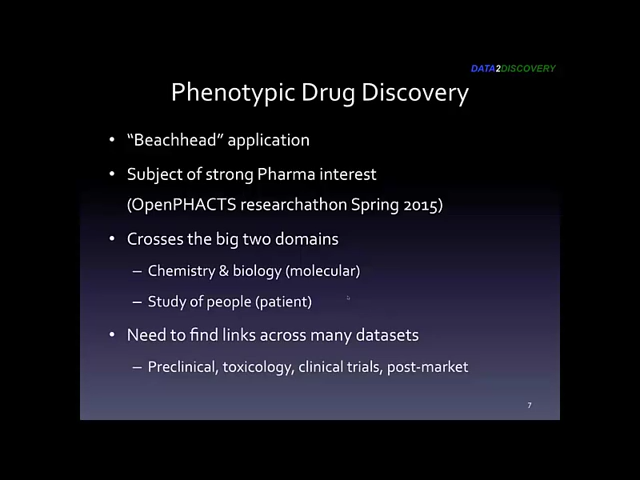 DATA2DISCOVERY
Phenotypic Drug Discovery
• “Beachhead” application
• Subject of strong Pharma interest
(OpenPHACTS researchathon Spring 2015)
• Crosses the big two domains
– Chemistry & biology (molecular)
– Study of people (patient)
• Need to find links across many datasets
– Preclinical, toxicology, clinical trials, post-market
7